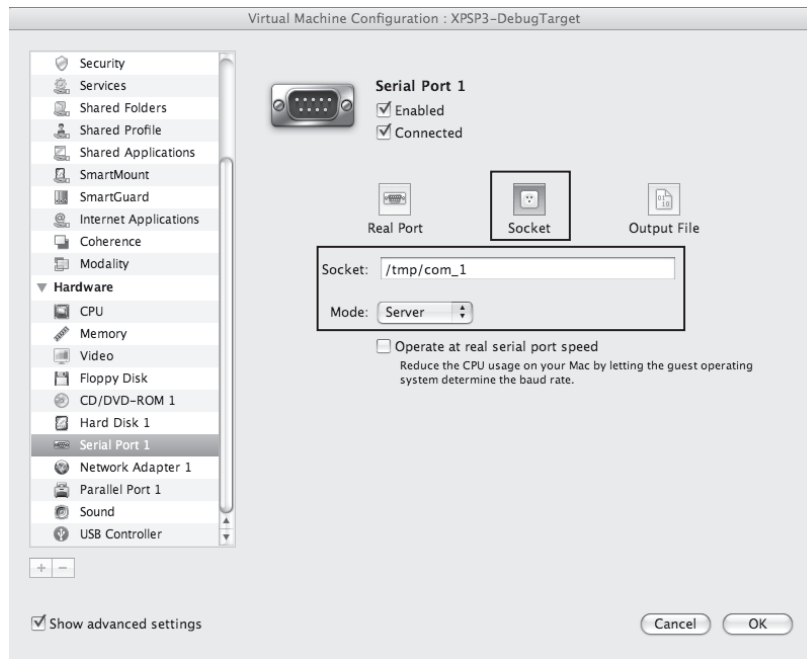 Virtual Machine Configuration : XPSP3-DebugTarget
Security
Services
Shared Folders
Shared Profile
Shared Applications
SmartMount
SmartGuard
Internet Applications
Coherence
Modality
Hardware
CPU
Memory
Video
Floppy Disk
CD/DVD-ROM 1
Hard Disk 1
Serial Port 1
Network Adapter 1
Parallel Port 1
Sound
USB Controller
+ −
Show advanced settings
Serial Port 1
Enabled
Connected
Real Port
Socket
Output File
Socket: /tmp/com_1
Mode: Server
Operate at real serial port speed
Reduce the CPU usage on your Mac by letting the guest operating
system determine the baud rate.
Cancel
OK